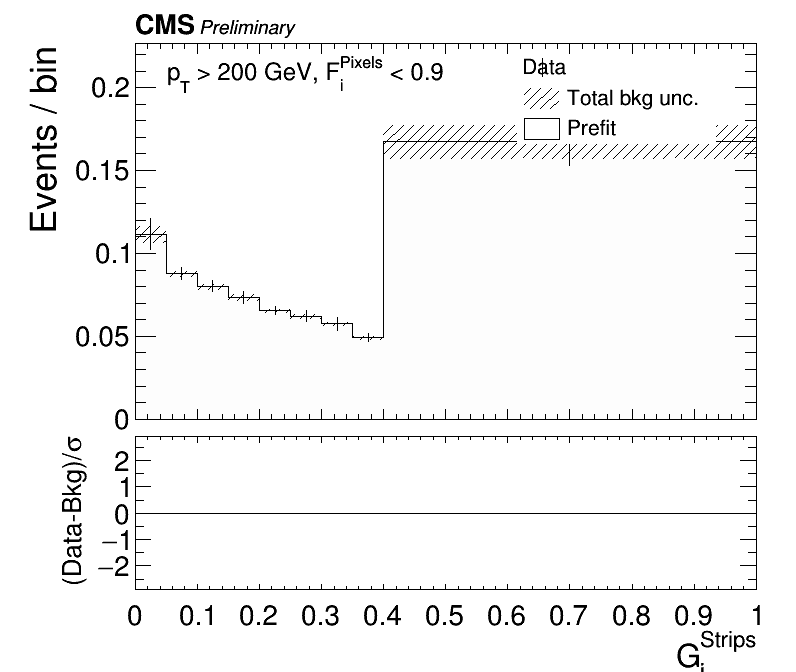 CMS Preliminary
p_T > 200 GeV, F_i^Pixels < 0.9
Data
Total bkg unc.
Prefit
Events / bin
0.2
0.15
0.1
0.05
0
(Data-Bkg)/σ
2
1
0
−1
−2
0 0.1 0.2 0.3 0.4 0.5 0.6 0.7 0.8 0.9 1
G_i^Strips